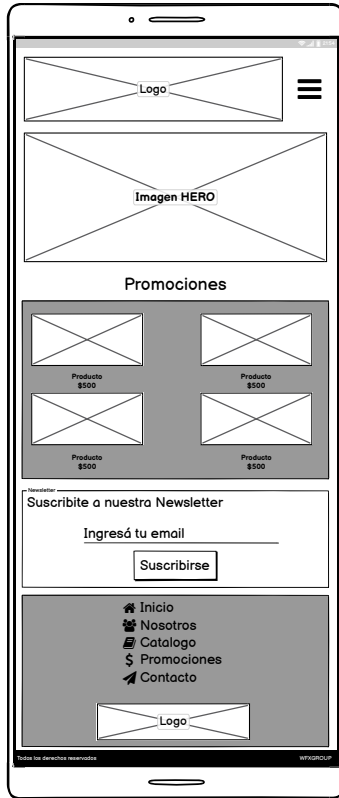 Logo
Imagen HERO
Promociones
Producto
$500
Producto
$500
Producto
$500
Producto
$500
Newsletter
Suscribite a nuestra Newsletter
Ingresá tu email
Suscribirse
Inicio
Nosotros
Catalogo
Promociones
Contacto
Logo
Todos los derechos reservados
WFXGROUP